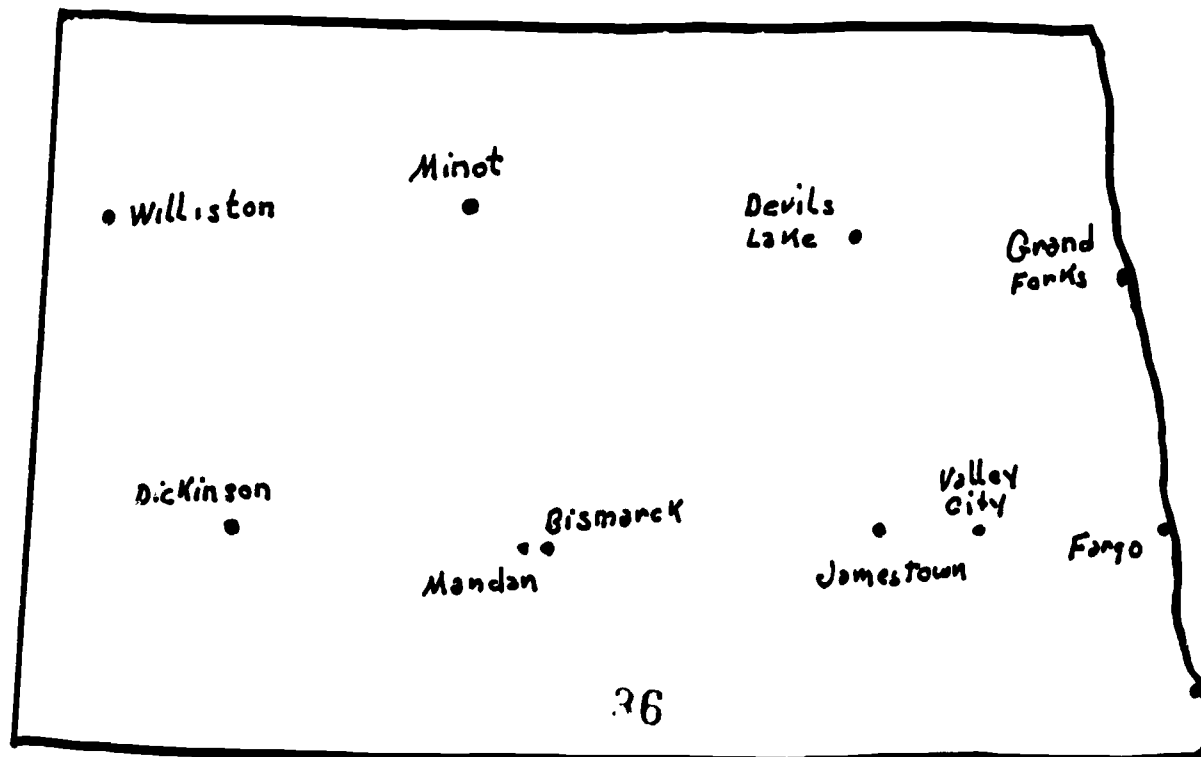 Minot
Williston
Devils
Lake
Grand
Forks
Dickinson
Bismarck
Mandan
Valley
City
Jamestown
Fargo
36